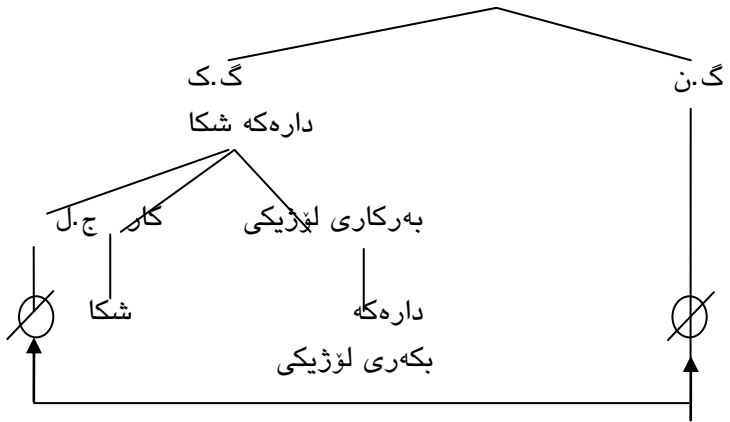 گ.ن گ.ک
دارەکە شکا
بەرکاری لۆژیکی کار ج.ل
Ø دارەکە شکا Ø
بکەری لۆژیکی